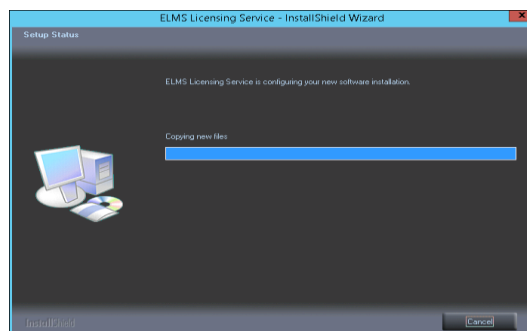 ELMS Licensing Service - InstallShield Wizard
Setup Status
ELMS Licensing Service is configuring your new software installation.
Copying new files
InstallShield
Cancel